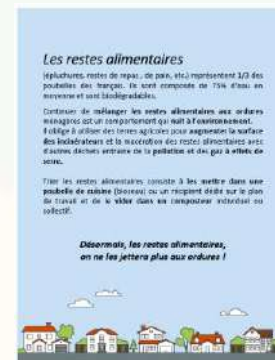 Les restes alimentaires
(épluchures, restes de repas, de pain, etc.) représentent 1/3 des
poubelles des français. Ils sont composés de 75% d'eau en
moyenne et sont biodégradables.
Continuer de mélanger les restes alimentaires aux ordures
ménagères est un comportement qui nuit à l'environnement.
Il oblige à utiliser des terres agricoles pour augmenter la surface
des incinérateurs et la macération des restes alimentaires avec
d'autres déchets entraine de la pollution et des gaz à effets de
serre.
Trier les restes alimentaires consiste à les mettre dans une
poubelle de cuisine (bioseau) ou un récipient dédié sur le plan
de travail et de le vider dans un composteur individuel ou
collectif.
Désormais, les restes alimentaires,
on ne les jettera plus aux ordures !